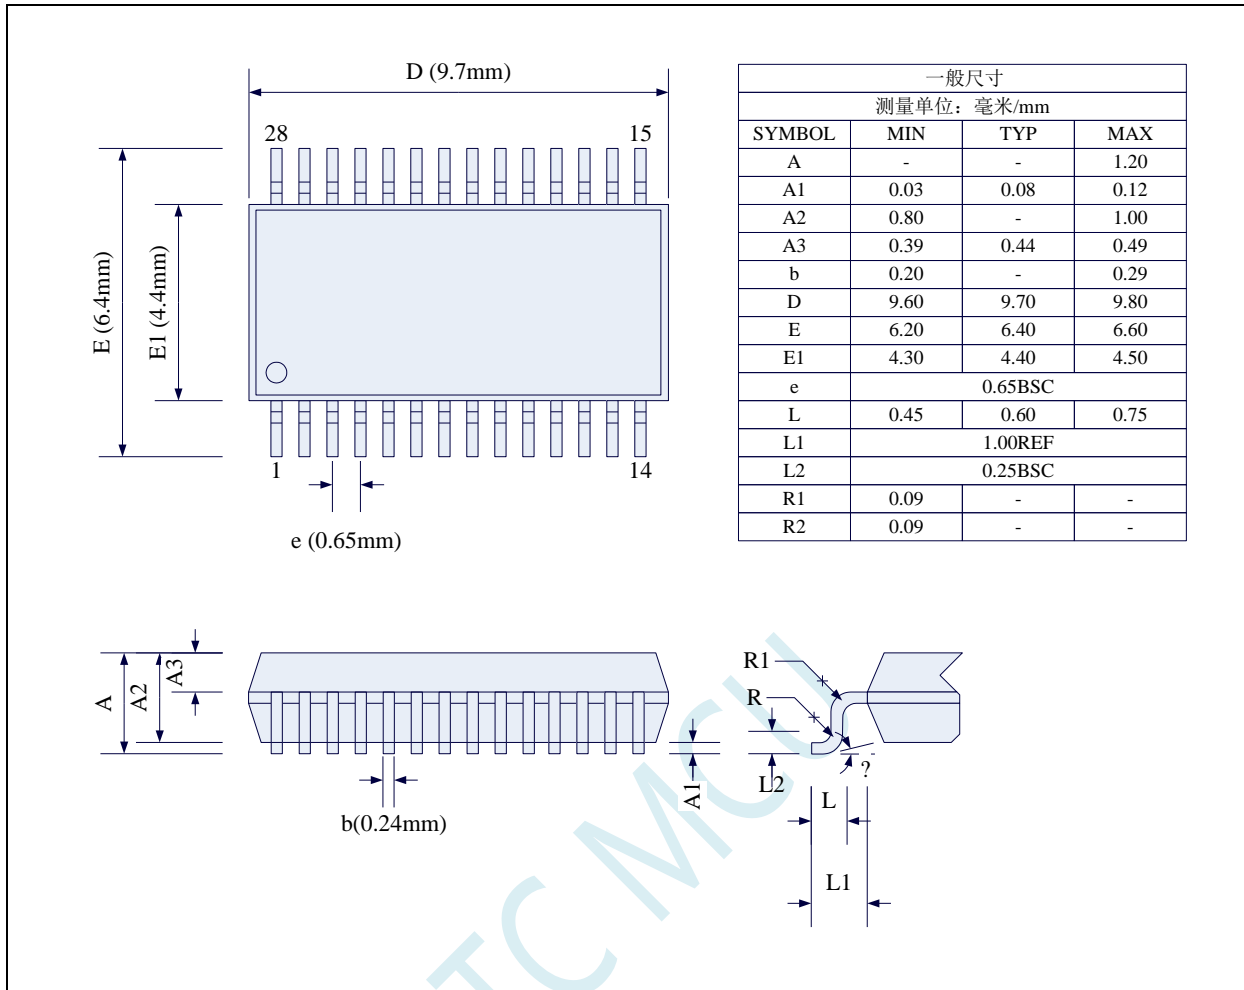 D (9.7mm)
28
15
E (6.4mm)
E1 (4.4mm)
1
14
e (0.65mm)
一般尺寸
测量单位：毫米/mm
SYMBOL MIN TYP MAX
A - - 1.20
A1 0.03 0.08 0.12
A2 0.80 - 1.00
A3 0.39 0.44 0.49
b 0.20 - 0.29
D 9.60 9.70 9.80
E 6.20 6.40 6.60
E1 4.30 4.40 4.50
e 0.65BSC
L 0.45 0.60 0.75
L1 1.00REF
L2 0.25BSC
R1 0.09 - -
R2 0.09 - -
A
A2
A3
b(0.24mm)
A1
R1
R
L2
L
?
L1
TC MCU